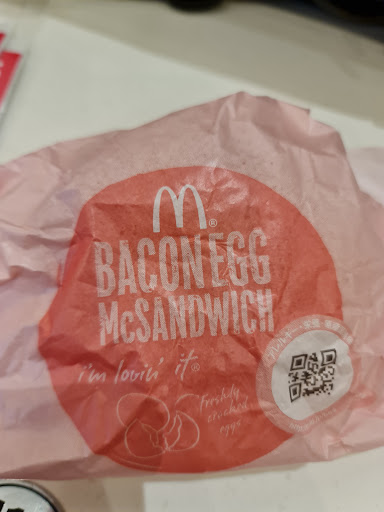 M®
BACON EGG
McSANDWICH
i'm lovin' it®
freshly
cracked
eggs